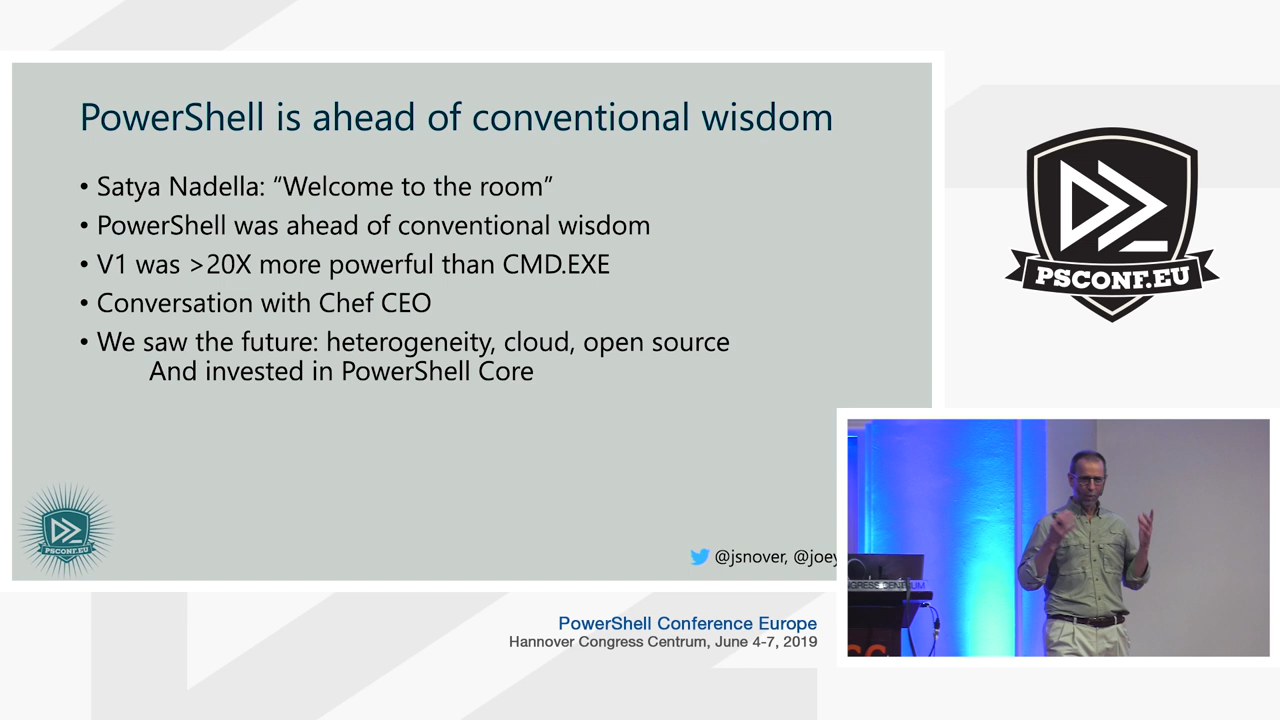 PowerShell is ahead of conventional wisdom
• Satya Nadella: “Welcome to the room”
• PowerShell was ahead of conventional wisdom
• V1 was >20X more powerful than CMD.EXE
• Conversation with Chef CEO
• We saw the future: heterogeneity, cloud, open source
And invested in PowerShell Core
PSCONF.EU
@jsnover, @joey
PSCONF.EU
CONGRESS CENTRUM
PowerShell Conference Europe
Hannover Congress Centrum, June 4-7, 2019